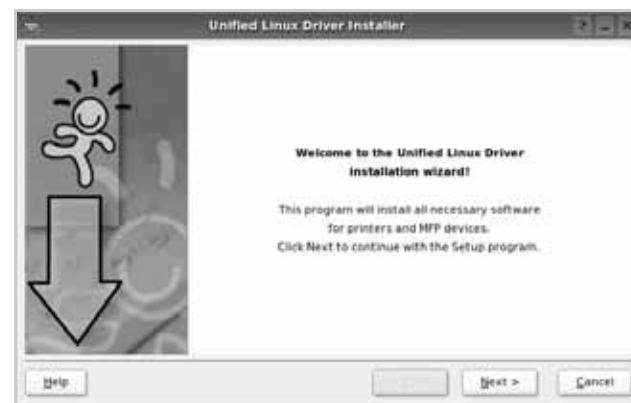 Unified Linux Driver Installer
Welcome to the Unified Linux Driver
installation wizard!
This program will install all necessary software
for printers and MFP devices.
Click Next to continue with the Setup program.
Help
Next >
Cancel